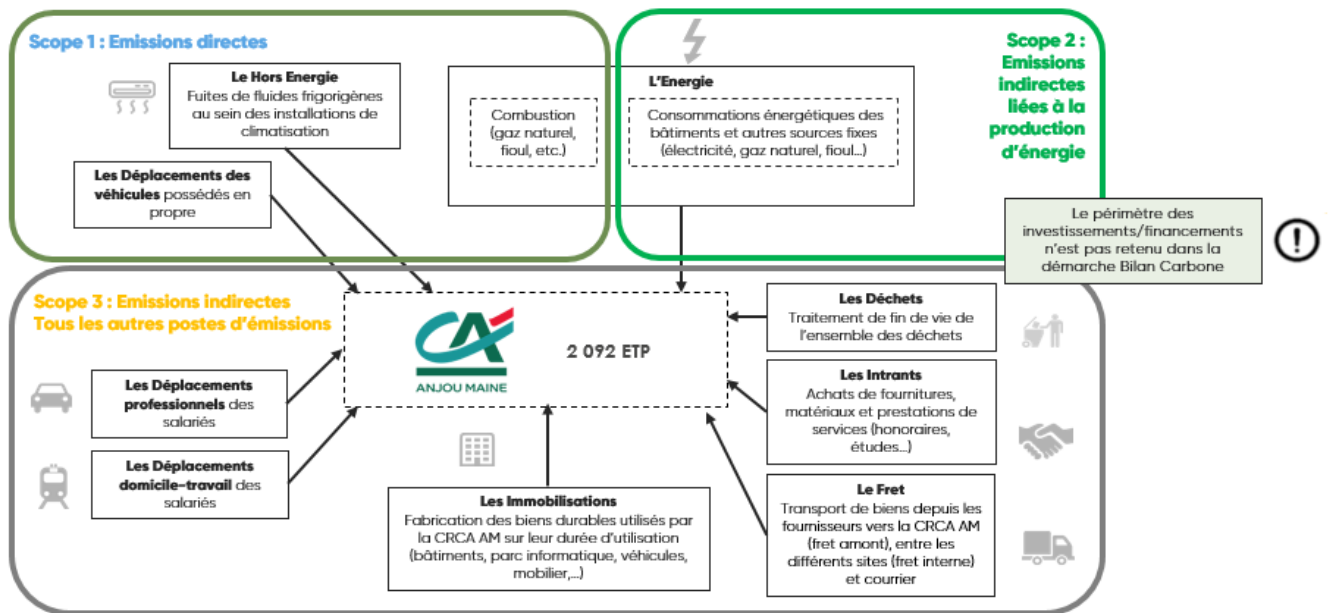 Scope 1 : Emissions directes
Le Hors Energie
Fuites de fluides frigorigènes
au sein des installations de
climatisation
Les Déplacements des
véhicules possédés en
propre
L'Energie
Combustion
(gaz naturel,
fioul, etc.)
Consommations énergétiques des
bâtiments et autres sources fixes
(électricité, gaz naturel, fioul...)
Scope 2 :
Emissions
indirectes
liées à la
production
d'énergie
Le périmètre des
investissements/financements
n'est pas retenu dans la
démarche Bilan Carbone
!
Scope 3 : Emissions indirectes
Tous les autres postes d'émissions
CA
ANJOU MAINE
2 092 ETP
Les Déplacements
professionnels des
salariés
Les Déplacements
domicile-travail des
salariés
Les Immobilisations
Fabrication des biens durables utilisés par
la CRCA AM sur leur durée d'utilisation
(bâtiments, parc informatique, véhicules,
mobilier,...)
Les Déchets
Traitement de fin de vie de
l'ensemble des déchets
Les Intrants
Achats de fournitures,
matériaux et prestations de
services (honoraires,
études...)
Le Fret
Transport de biens depuis les
fournisseurs vers la CRCA AM
(fret amont), entre les
différents sites (fret interne)
et courrier